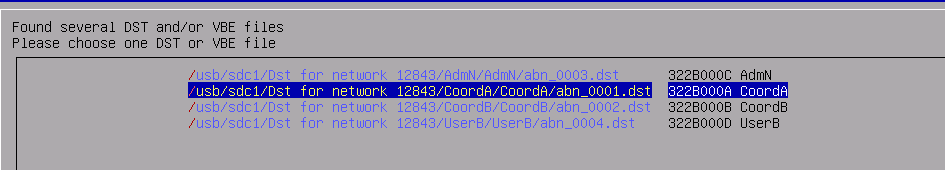 Found several DST and/or VBE files
Please choose one DST or VBE file
/usb/sdc1/Dst for network 12843/AdmN/AdmN/abn_0003.dst 322B000C AdmN
/usb/sdc1/Dst for network 12843/CoordA/CoordA/abn_0001.dst 322B000A CoordA
/usb/sdc1/Dst for network 12843/CoordB/CoordB/abn_0002.dst 322B000B CoordB
/usb/sdc1/Dst for network 12843/UserB/UserB/abn_0004.dst 322B000D UserB